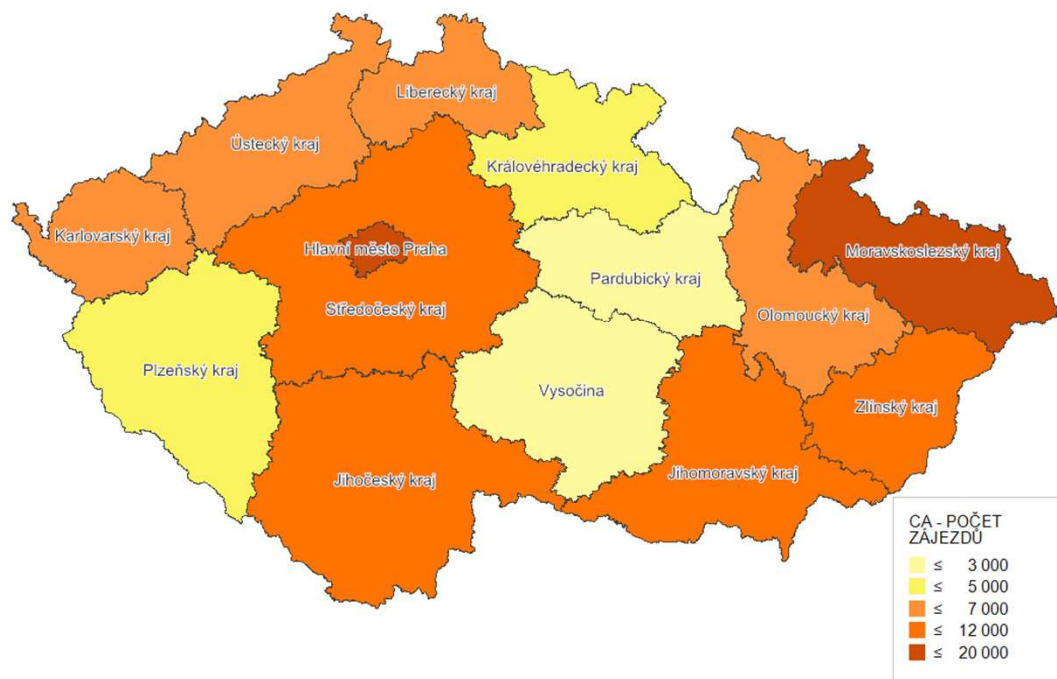 Liberecký kraj
Ústecký kraj
Královéhradecký kraj
Karlovarský kraj
Hlavní město Praha
Moravskoslezský kraj
Pardubický kraj
Středočeský kraj
Olomoucký kraj
Plzeňský kraj
Vysočina
Zlínský kraj
Jihočeský kraj
Jihomoravský kraj
CA - POČET
ZÁJEZDŮ
≤ 3 000
≤ 5 000
≤ 7 000
≤ 12 000
≤ 20 000